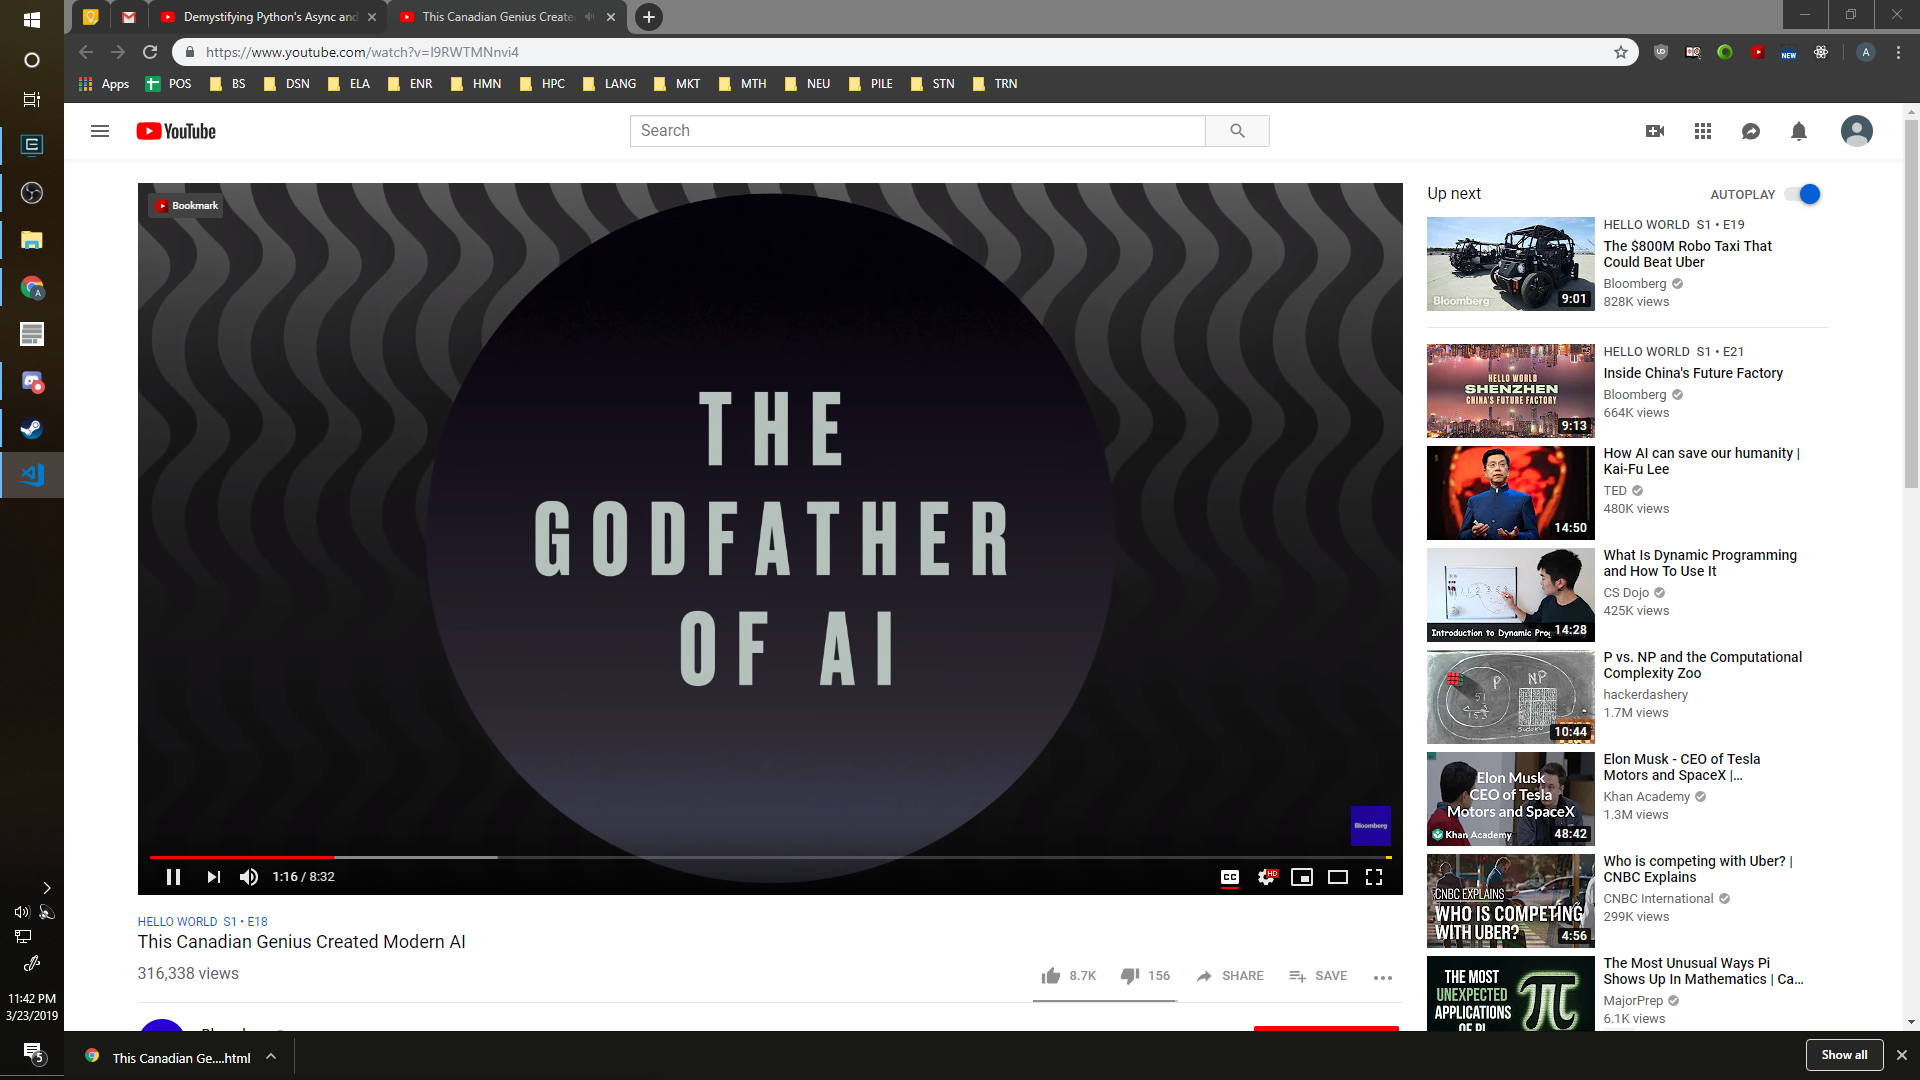 Demystifying Python's Async and
This Canadian Genius Create
https://www.youtube.com/watch?v=I9RWTMNnvi4
NEW
A
Apps
POS
BS
DSN
ELA
ENR
HMN
HPC
LANG
MKT
MTH
NEU
PILE
STN
TRN
YouTube
Search
Bookmark
THE
GODFATHER
OF AI
Bloomberg
1:16 / 8:32
CC
HD
HELLO WORLD S1 • E18
This Canadian Genius Created Modern AI
316,338 views
8.7K
156
SHARE
SAVE
Up next
AUTOPLAY
Bloomberg
9:01
HELLO WORLD S1 • E19
The $800M Robo Taxi That
Could Beat Uber
Bloomberg
828K views
HELLO WORLD
SHENZHEN
CHINA'S FUTURE FACTORY
9:13
HELLO WORLD S1 • E21
Inside China's Future Factory
Bloomberg
664K views
14:50
How AI can save our humanity |
Kai-Fu Lee
TED
480K views
Introduction to Dynamic Prog
14:28
What Is Dynamic Programming
and How To Use It
CS Dojo
425K views
P
NP
51
153
Sudoku
10:44
P vs. NP and the Computational
Complexity Zoo
hackerdashery
1.7M views
Elon Musk
CEO of Tesla
Motors and SpaceX
Khan Academy
48:42
Elon Musk - CEO of Tesla
Motors and SpaceX |...
Khan Academy
1.3M views
CNBC EXPLAINS
WHO IS COMPETING
WITH UBER?
4:56
Who is competing with Uber? |
CNBC Explains
CNBC International
299K views
THE MOST
UNEXPECTED
APPLICATIONS
OF PI
π
The Most Unusual Ways Pi
Shows Up In Mathematics | Ca...
MajorPrep
6.1K views
11:42 PM
3/23/2019
5
This Canadian Ge....html
Show all